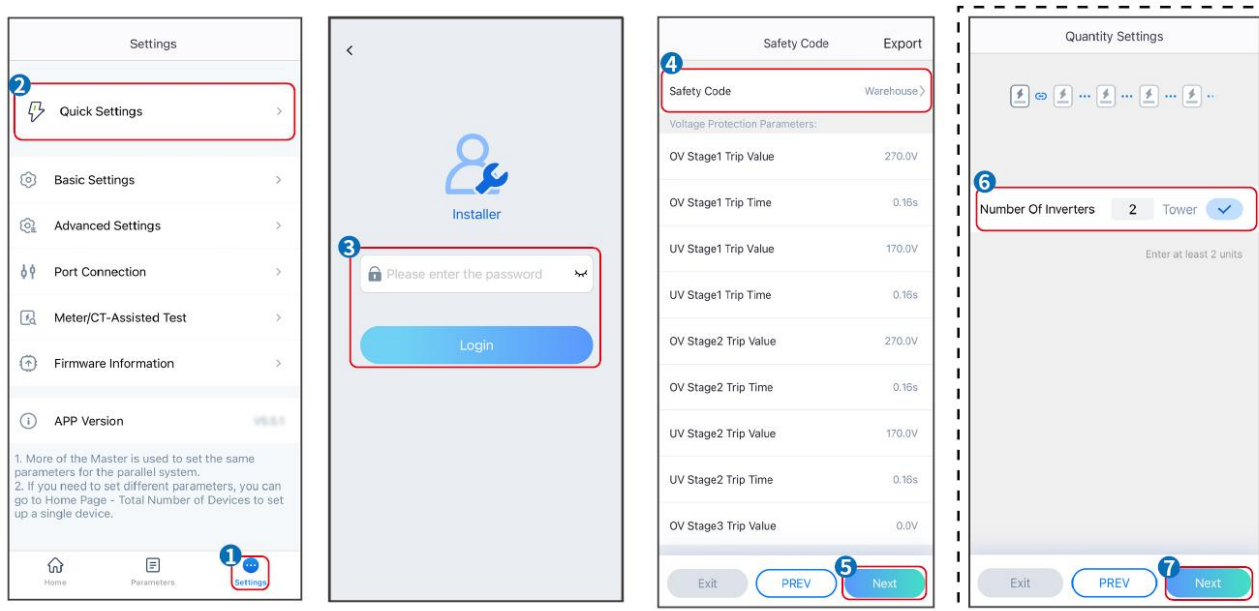 Settings
2
Quick Settings
Basic Settings
Advanced Settings
Port Connection
Meter/CT-Assisted Test
Firmware Information
APP Version
1. More of the Master is used to set the same
parameters for the parallel system.
2. If you need to set different parameters, you can
go to Home Page - Total Number of Devices to set
up a single device.
1
Home Parameters Settings
Installer
3
Please enter the password
Login
Safety Code Export
4
Safety Code Warehouse
Voltage Protection Parameters:
OV Stage1 Trip Value 270.0V
OV Stage1 Trip Time 0.16s
UV Stage1 Trip Value 170.0V
UV Stage1 Trip Time 0.16s
OV Stage2 Trip Value 270.0V
OV Stage2 Trip Time 0.16s
UV Stage2 Trip Value 170.0V
UV Stage2 Trip Time 0.16s
OV Stage3 Trip Value 0.0V
5
Exit PREV Next
Quantity Settings
6
Number Of Inverters 2 Tower
Enter at least 2 units
7
Exit PREV Next